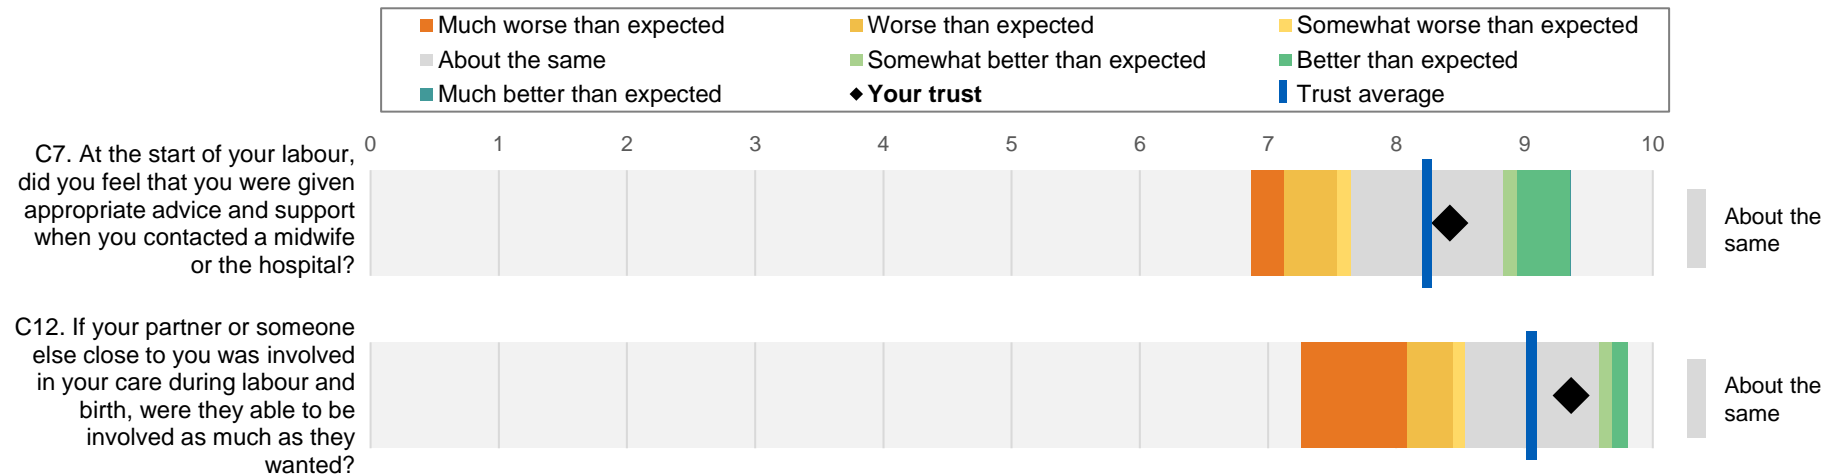 Much worse than expected
Worse than expected
Somewhat worse than expected
About the same
Somewhat better than expected
Better than expected
Much better than expected
Your trust
Trust average
0 1 2 3 4 5 6 7 8 9 10
C7. At the start of your labour,
did you feel that you were given
appropriate advice and support
when you contacted a midwife
or the hospital?
About the
same
C12. If your partner or someone
else close to you was involved
in your care during labour and
birth, were they able to be
involved as much as they
wanted?
About the
same